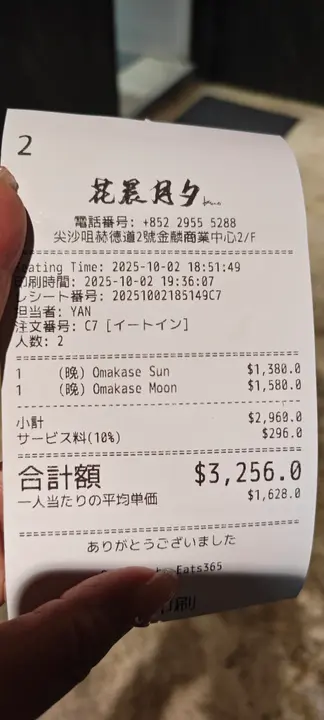 2
花晨月夕
電話番号: +852 2955 5288
尖沙咀赫德道2號金麟商業中心2/F
eating Time: 2025-10-02 18:51:49
印刷時間: 2025-10-02 19:36:07
レシート番号: 20251002185149C7
担当者: YAN
注文番号: C7 [イートイン]
人数: 2
1 (晩) Omakase Sun $1,380.0
1 (晩) Omakase Moon $1,580.0
小計 $2,960.0
サービス料(10%) $296.0
合計額 $3,256.0
一人当たりの平均単価 $1,628.0
ありがとうございました
Eats365
印刷